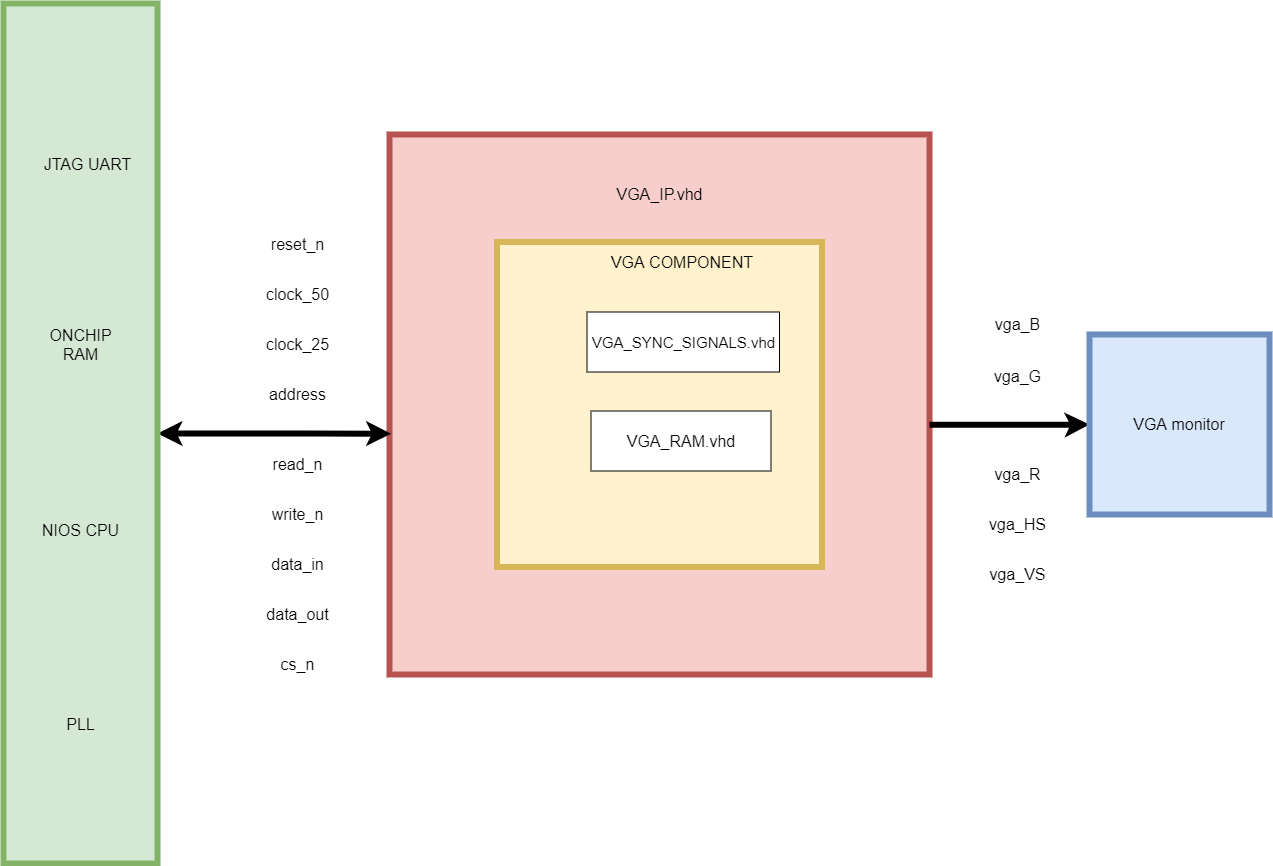 JTAG UART
ONCHIP
RAM
NIOS CPU
PLL
reset_n
clock_50
clock_25
address
read_n
write_n
data_in
data_out
cs_n
VGA_IP.vhd
VGA COMPONENT
VGA_SYNC_SIGNALS.vhd
VGA_RAM.vhd
vga_B
vga_G
vga_R
vga_HS
vga_VS
VGA monitor